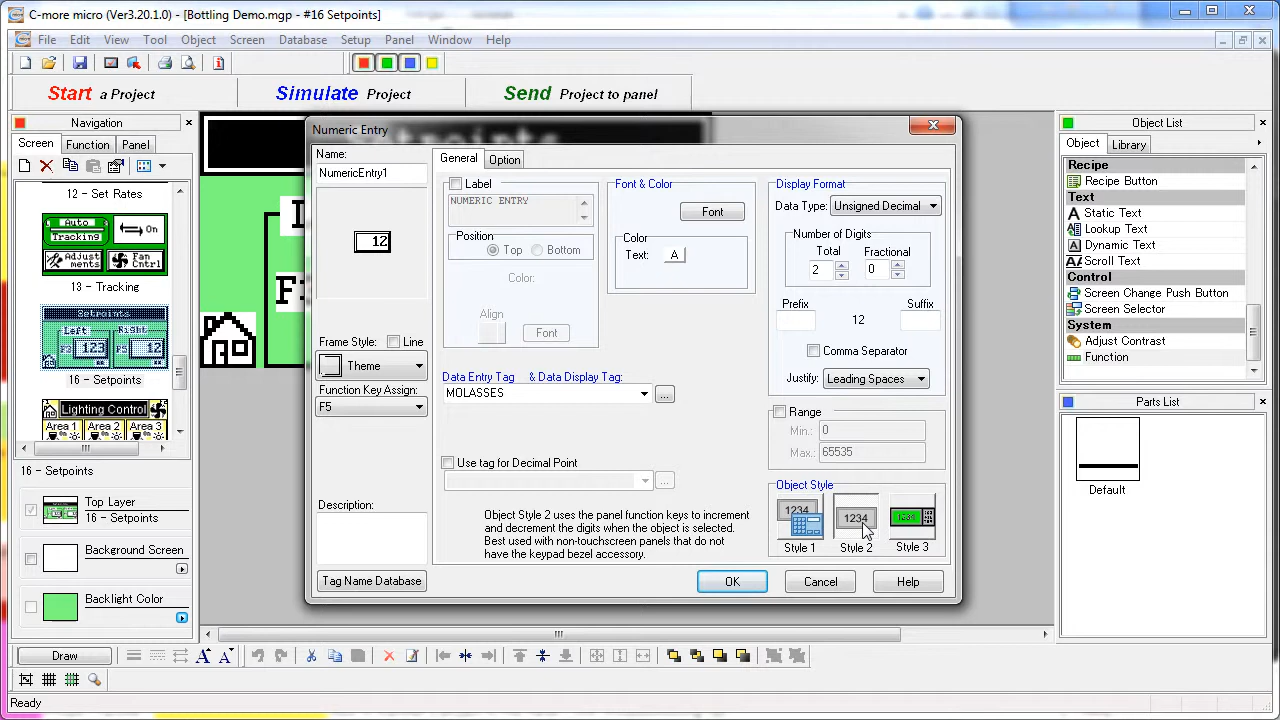 C-more micro (Ver3.20.1.0) - [Bottling Demo.mgp - #16 Setpoints]
File Edit View Tool Object Screen Database Setup Panel Window Help
Start a Project
Simulate Project
Send Project to panel
Navigation
Screen Function Panel
12 - Set Rates
Auto
Tracking
On
Adjust
ments
Fan
Cntrl
13 - Tracking
Setpoints
Left Right
F2 123 F5 12
16 - Setpoints
Lighting Control
Area 1 Area 2 Area 3
16 - Setpoints
Top Layer
16 - Setpoints
Background Screen
Backlight Color
Numeric Entry
Name:
NumericEntry1
12
Frame Style:
Line
Theme
Function Key Assign:
F5
Description:
Tag Name Database
General Option
Label
NUMERIC ENTRY
Position
Top Bottom
Color:
Align
Font
Font & Color
Font
Color
Text: A
Data Entry Tag & Data Display Tag:
MOLASSES
...
Use tag for Decimal Point
...
Object Style 2 uses the panel function keys to increment
and decrement the digits when the object is selected.
Best used with non-touchscreen panels that do not
have the keypad bezel accessory.
Display Format
Data Type: Unsigned Decimal
Number of Digits
Total Fractional
2 0
Prefix Suffix
12
Comma Separator
Justify: Leading Spaces
Range
Min.: 0
Max.: 65535
Object Style
1234 1234 1234
Style 1 Style 2 Style 3
OK Cancel Help
Object List
Object Library
Recipe
Recipe Button
Text
Static Text
Lookup Text
Dynamic Text
Scroll Text
Control
Screen Change Push Button
Screen Selector
System
Adjust Contrast
Function
Parts List
Default
Draw
Ready